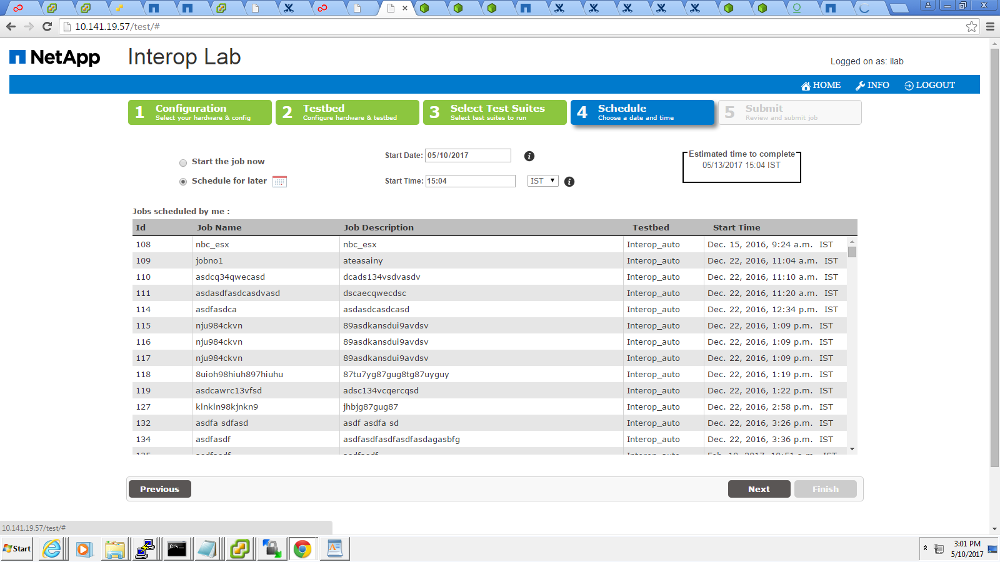 10.141.19.57/test/#
NetApp Interop Lab
Logged on as: ilab
HOME INFO LOGOUT
1 Configuration
Select your hardware & config
2 Testbed
Configure hardware & testbed
3 Select Test Suites
Select test suites to run
4 Schedule
Choose a date and time
5 Submit
Review and submit job
Start the job now
Schedule for later
Start Date: 05/10/2017
Start Time: 15:04 IST
Estimated time to complete
05/13/2017 15:04 IST
Jobs scheduled by me :
Id Job Name Job Description Testbed Start Time
108 nbc_esx nbc_esx Interop_auto Dec. 15, 2016, 9:24 a.m. IST
109 jobno1 ateasainy Interop_auto Dec. 22, 2016, 11:04 a.m. IST
110 asdcq34qwecasd dcads134vsdvasdv Interop_auto Dec. 22, 2016, 11:10 a.m. IST
111 asdasdfasdcasdvasd dscaecqwecdsc Interop_auto Dec. 22, 2016, 11:20 a.m. IST
114 asdfasdca asdasdcasdcasd Interop_auto Dec. 22, 2016, 12:34 p.m. IST
115 nju984ckvn 89asdkansdui9avdsv Interop_auto Dec. 22, 2016, 1:09 p.m. IST
116 nju984ckvn 89asdkansdui9avdsv Interop_auto Dec. 22, 2016, 1:09 p.m. IST
117 nju984ckvn 89asdkansdui9avdsv Interop_auto Dec. 22, 2016, 1:09 p.m. IST
118 8uioh98hiuh897hiuhu 87tu7yg87gug8tg87uyguy Interop_auto Dec. 22, 2016, 1:19 p.m. IST
119 asdcawrc13vfsd adsc134vcqercqsd Interop_auto Dec. 22, 2016, 1:22 p.m. IST
127 klnkln98kjnkn9 jhbjg87gug87 Interop_auto Dec. 22, 2016, 2:58 p.m. IST
132 asdfa sdfasd asdf asdfa sd Interop_auto Dec. 22, 2016, 3:26 p.m. IST
134 asdfasdf asdfasdfasdfasdfasdagasbfg Interop_auto Dec. 22, 2016, 3:36 p.m. IST
Previous Next Finish
10.141.19.57/test/#
Start
3:01 PM
5/10/2017